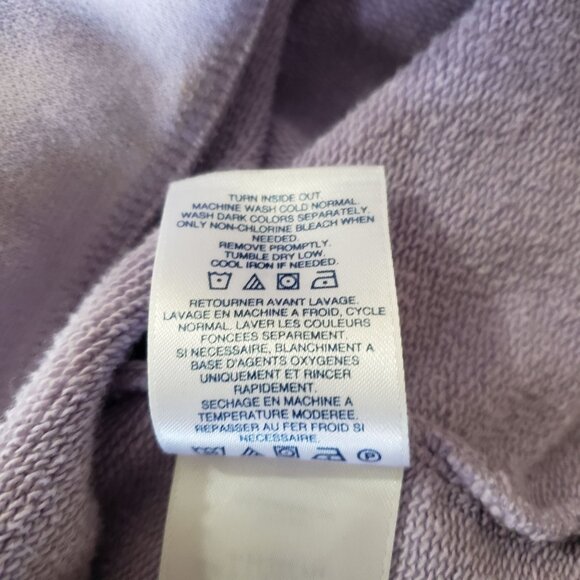 TURN INSIDE OUT
MACHINE WASH COLD NORMAL.
WASH DARK COLORS SEPARATELY.
ONLY NON-CHLORINE BLEACH WHEN
NEEDED.
REMOVE PROMPTLY.
TUMBLE DRY LOW.
COOL IRON IF NEEDED.
RETOURNER AVANT LAVAGE.
LAVAGE EN MACHINE A FROID, CYCLE
NORMAL. LAVER LES COULEURS
FONCÉES SEPAREMENT.
SI NECESSAIRE, BLANCHIMENT A
BASE D'AGENTS OXYGENES
UNIQUEMENT ET RINCER
RAPIDEMENT.
SECHAGE EN MACHINE A
TEMPERATURE MODEREE.
REPASSER AU FER FROID SI
NECESSAIRE.
P